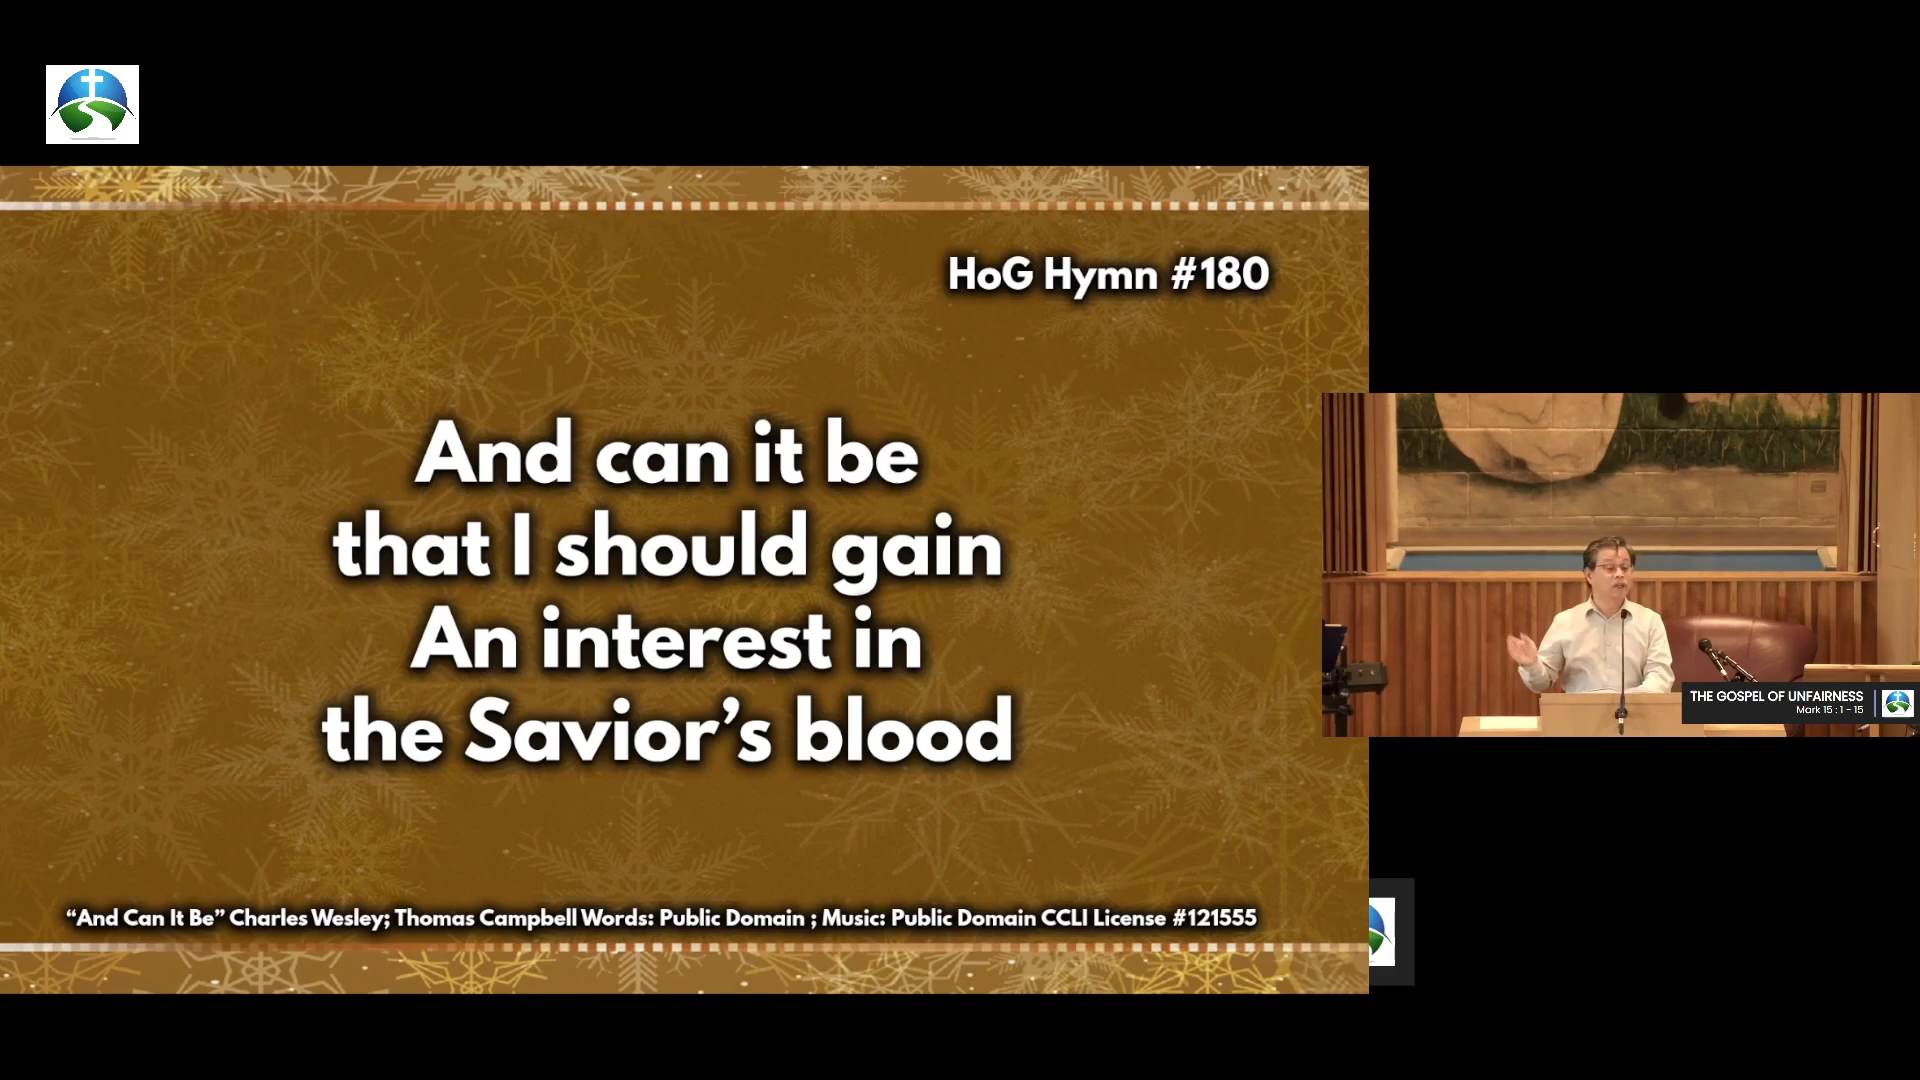 HoG Hymn #180
And can it be
that I should gain
An interest in
the Savior’s blood
“And Can It Be” Charles Wesley; Thomas Campbell Words: Public Domain ; Music: Public Domain CCLI License #121555
THE GOSPEL OF UNFAIRNESS
Mark 15 : 1 - 15